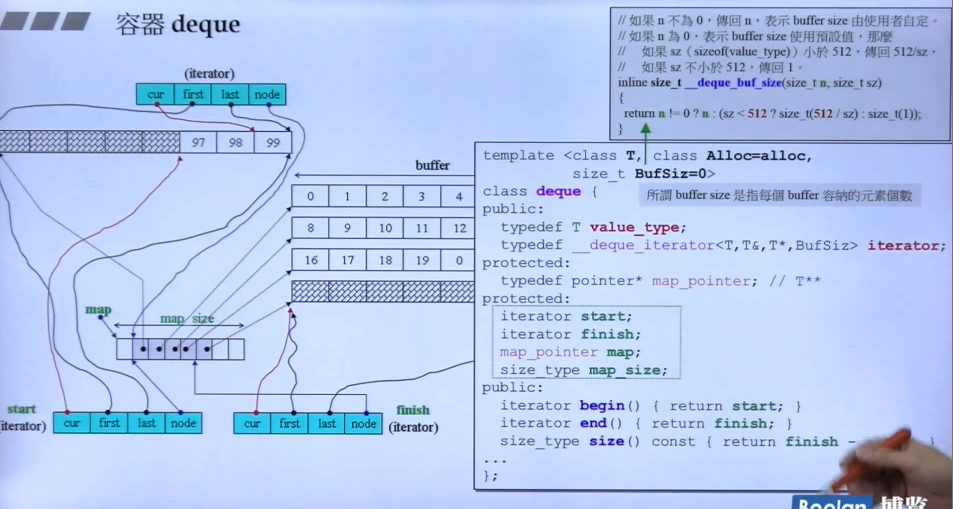 容器 deque
// 如果 n 不為 0，傳回 n，表示 buffer size 由使用者自定。
// 如果 n 為 0，表示 buffer size 使用預設值，那麼
// 如果 sz（sizeof(value_type)）小於 512，傳回 512/sz，
// 如果 sz 不小於 512，傳回 1。
inline size_t __deque_buf_size(size_t n, size_t sz)
{
return n != 0 ? n : (sz < 512 ? size_t(512 / sz) : size_t(1));
}
(iterator)
cur first last node
97 98 99
buffer
0 1 2 3 4
8 9 10 11 12
16 17 18 19 0
map
map size
start
(iterator)
cur first last node
cur first last node
finish
(iterator)
template <class T, class Alloc=alloc,
size_t BufSiz=0>
class deque {
所謂 buffer size 是指每個 buffer 容納的元素個數
public:
typedef T value_type;
typedef __deque_iterator<T,T&,T*,BufSiz> iterator;
protected:
typedef pointer* map_pointer; // T**
protected:
iterator start;
iterator finish;
map_pointer map;
size_type map_size;
public:
iterator begin() { return start; }
iterator end() { return finish; }
size_type size() const { return finish - }
...
};
Boolan 博览